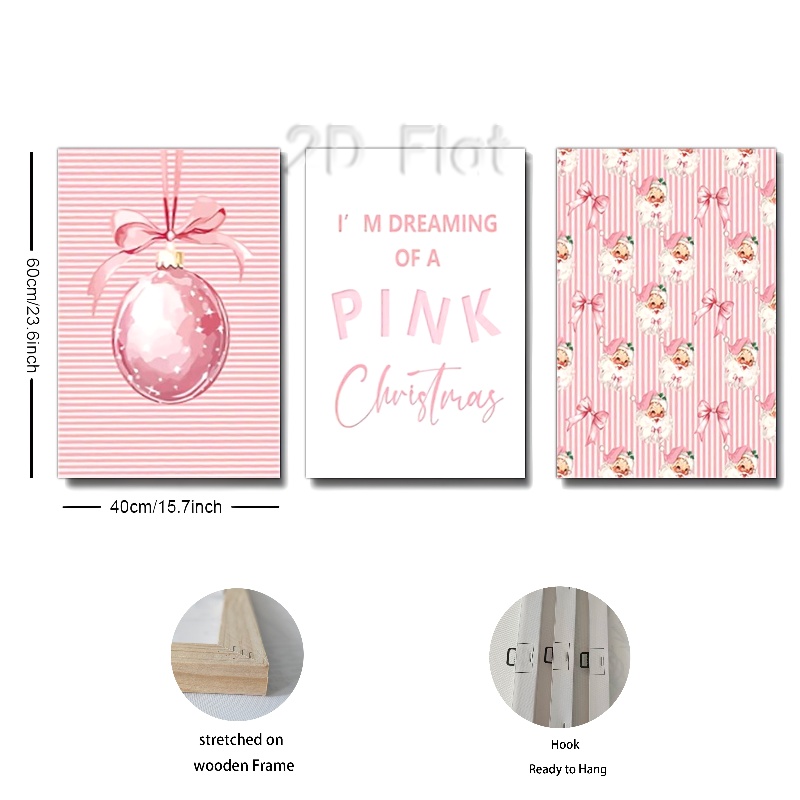 2D Flat
I'M DREAMING
OF A
PINK
Christmas
60cm/23.6inch
40cm/15.7inch
stretched on
wooden Frame
Hook
Ready to Hang